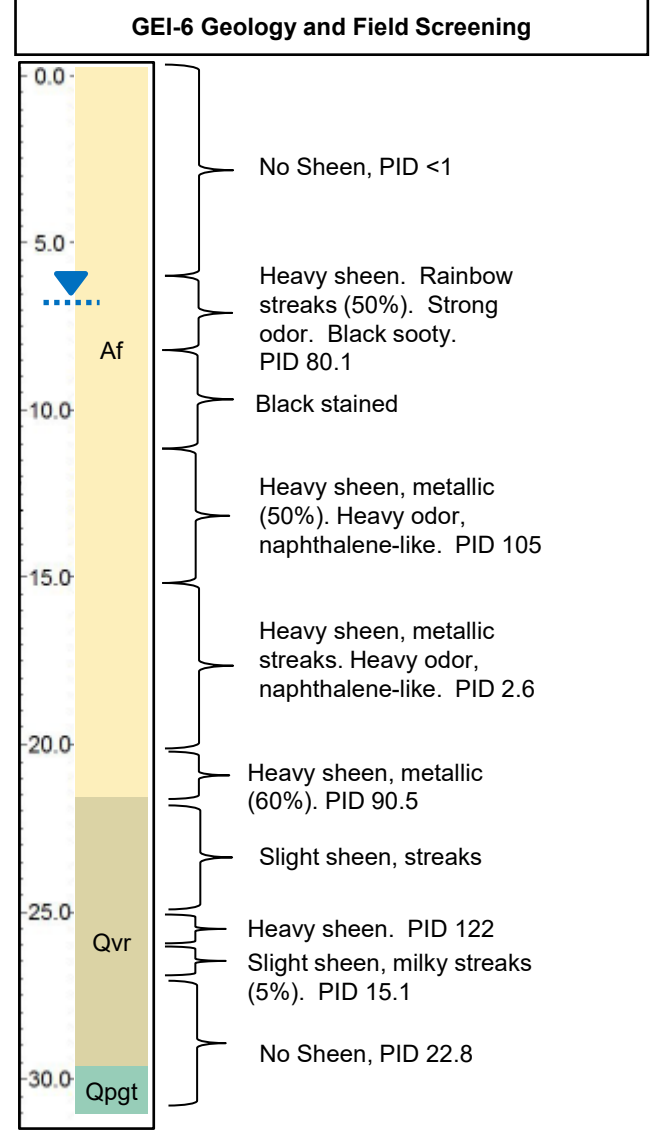 GEI-6 Geology and Field Screening
0.0
No Sheen, PID <1
5.0
Heavy sheen. Rainbow
streaks (50%). Strong
odor. Black sooty.
PID 80.1
Af
Black stained
10.0
Heavy sheen, metallic
(50%). Heavy odor,
naphthalene-like. PID 105
15.0
Heavy sheen, metallic
streaks. Heavy odor,
naphthalene-like. PID 2.6
20.0
Heavy sheen, metallic
(60%). PID 90.5
Slight sheen, streaks
25.0
Heavy sheen. PID 122
Qvr
Slight sheen, milky streaks
(5%). PID 15.1
No Sheen, PID 22.8
30.0
Qpgt